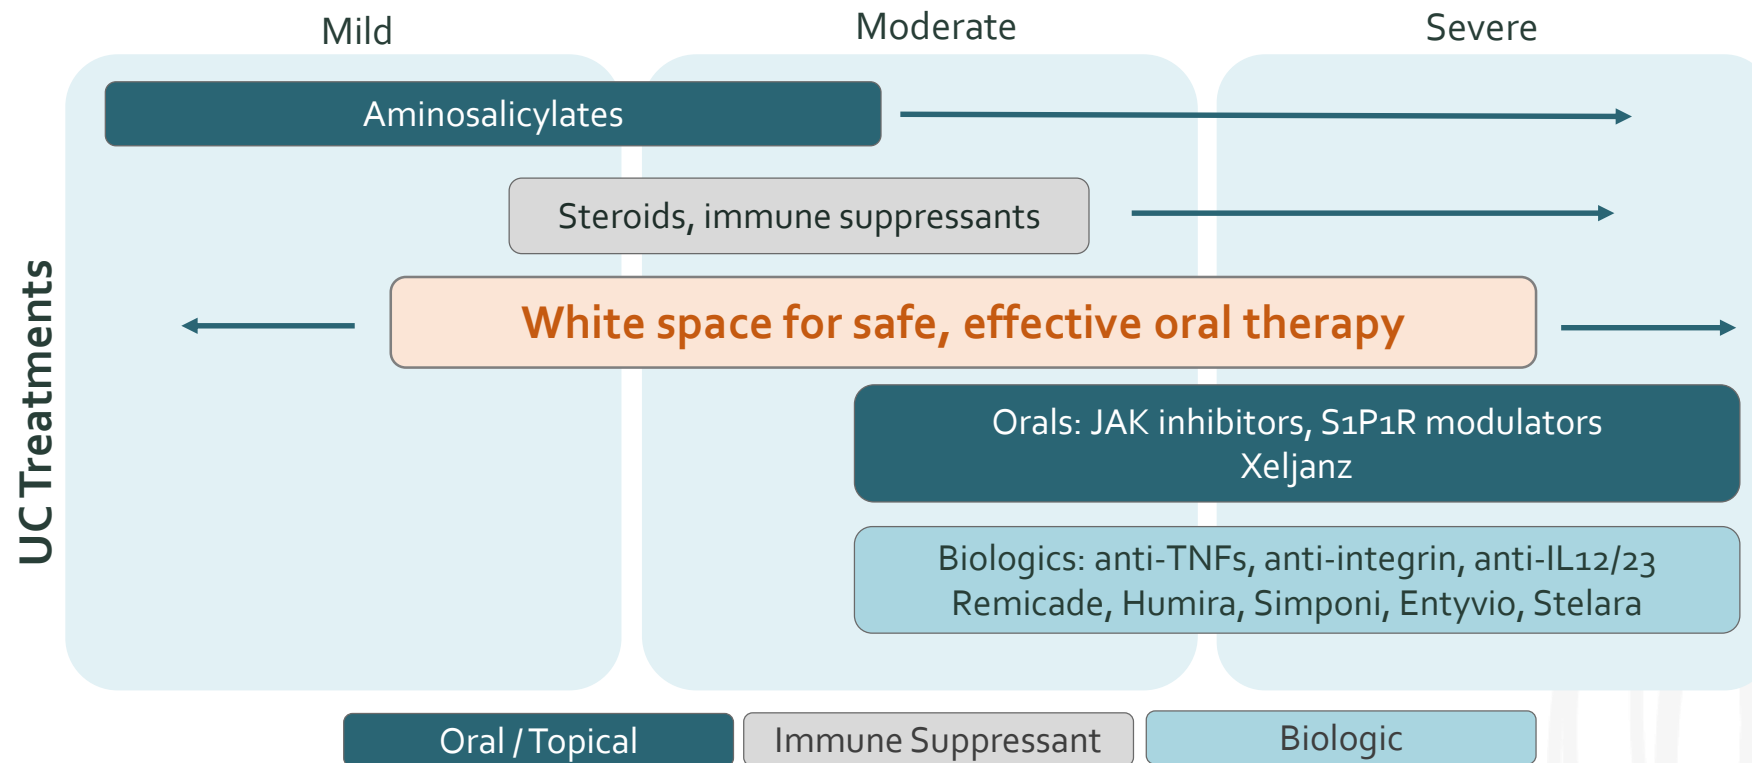 Mild
Moderate
Severe
UC Treatments
Aminosalicylates
Steroids, immune suppressants
White space for safe, effective oral therapy
Orals: JAK inhibitors, S1P1R modulators
Xeljanz
Biologics: anti-TNFs, anti-integrin, anti-IL12/23
Remicade, Humira, Simponi, Entyvio, Stelara
Oral / Topical
Immune Suppressant
Biologic